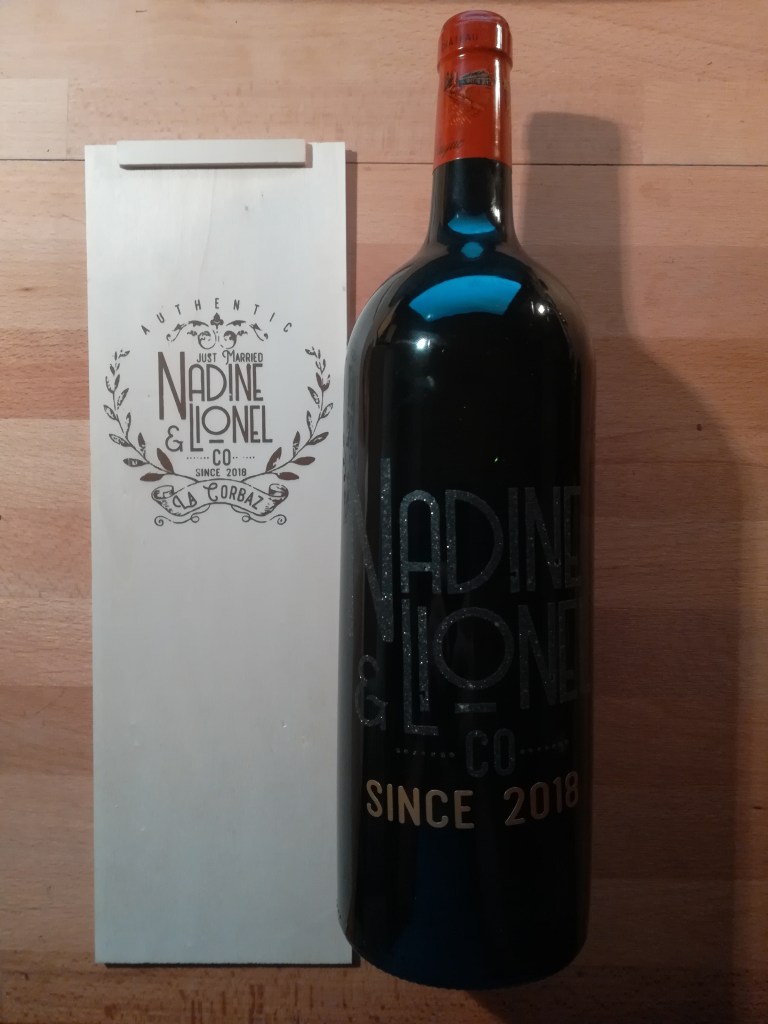 AUTHENTIC
JUST MARRIED
NADINE
& LIONEL
CO
SINCE 2018
LA CORBAZ
NADINE
& LIONEL
CO
SINCE 2018